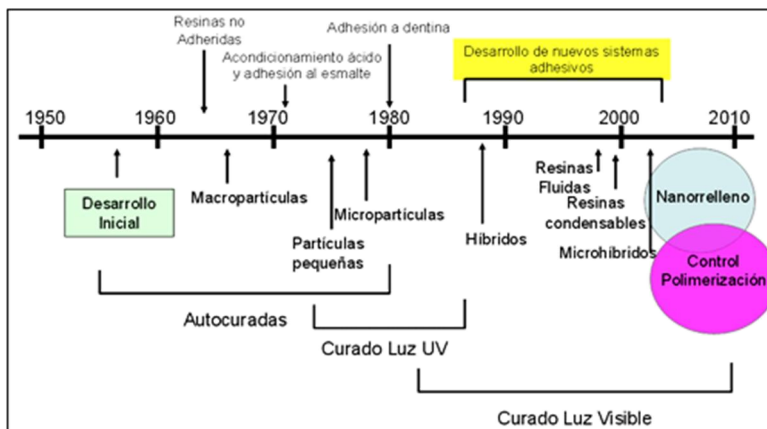 Resinas no
Adheridas
Acondicionamiento ácido
y adhesión al esmalte
Adhesión a dentina
Desarrollo de nuevos sistemas
adhesivos
1950 1960 1970 1980 1990 2000 2010
Desarrollo
Inicial
Macropartículas
Partículas
pequeñas
Micropartículas
Híbridos
Resinas
Fluidas
Resinas
condensables
Microhíbridos
Nanorrelleno
Control
Polimerización
Autocuradas
Curado Luz UV
Curado Luz Visible